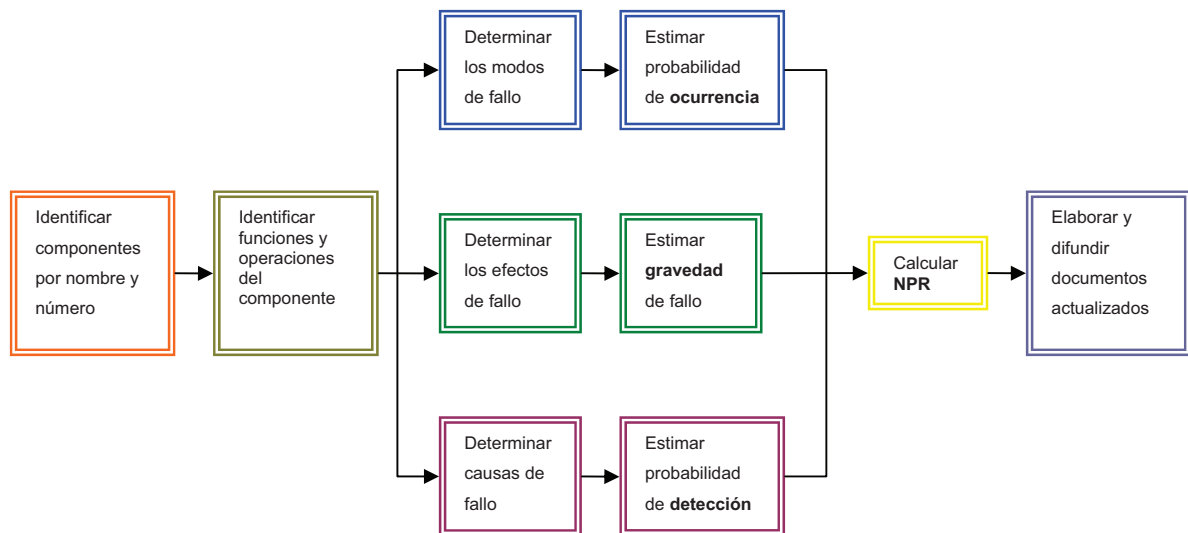 Identificar
componentes
por nombre y
número
Identificar
funciones y
operaciones
del
componente
Determinar
los modos
de fallo
Estimar
probabilidad
de ocurrencia
Determinar
los efectos
de fallo
Estimar
gravedad
de fallo
Determinar
causas de
fallo
Estimar
probabilidad
de detección
Calcular
NPR
Elaborar y
difundir
documentos
actualizados